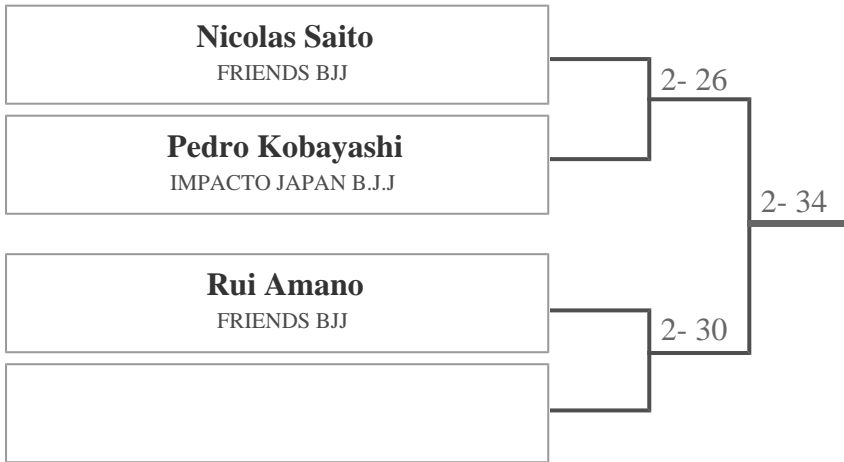 Nicolas Saito
FRIENDS BJJ
2- 26
Pedro Kobayashi
IMPACTO JAPAN B.J.J
2- 34
Rui Amano
FRIENDS BJJ
2- 30